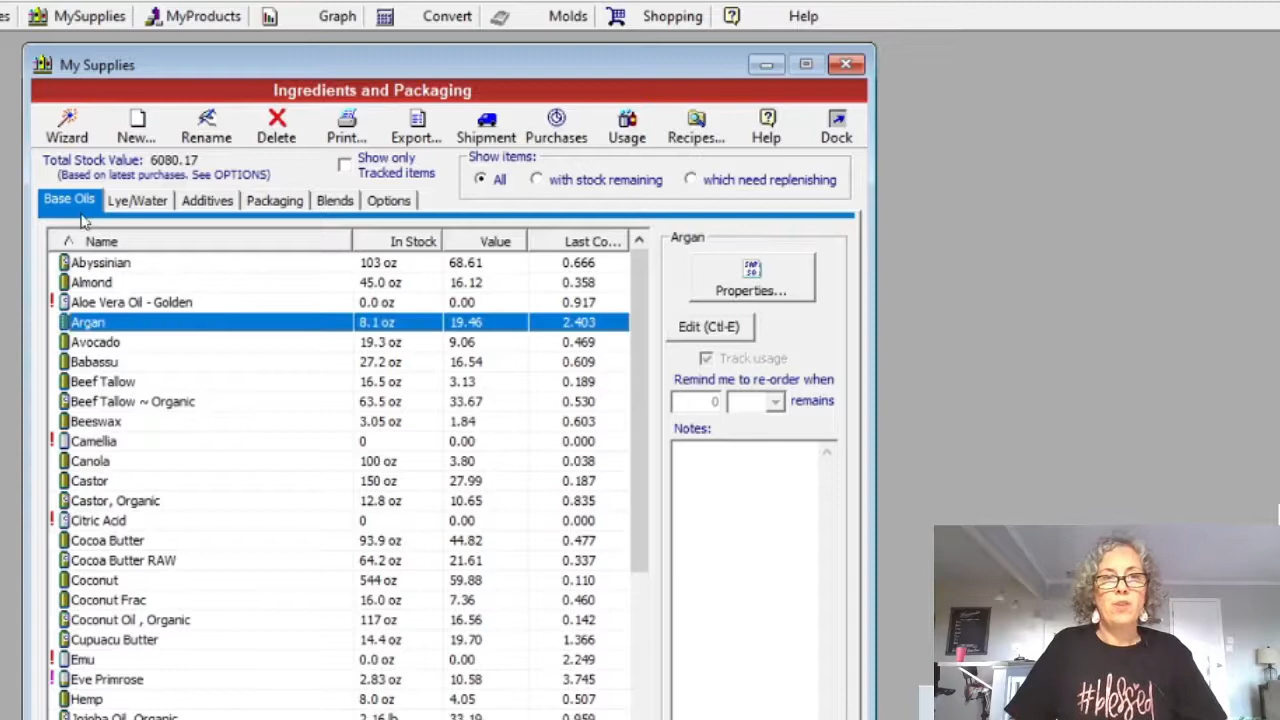 es MySupplies MyProducts Graph Convert Molds Shopping Help
My Supplies
Ingredients and Packaging
Wizard New... Rename Delete Print... Export... Shipment Purchases Usage Recipes... Help Dock
Total Stock Value: 6080.17
(Based on latest purchases. See OPTIONS)
Show only
Tracked items
Show items:
All with stock remaining which need replenishing
Base Oils Lye/Water Additives Packaging Blends Options
Name In Stock Value Last Co...
Abyssinian 103 oz 68.61 0.666
Almond 45.0 oz 16.12 0.358
! Aloe Vera Oil - Golden 0.0 oz 0.00 0.917
Argan 8.1 oz 19.46 2.403
Avocado 19.3 oz 9.06 0.469
Babassu 27.2 oz 16.54 0.609
Beef Tallow 16.5 oz 3.13 0.189
Beef Tallow ~ Organic 63.5 oz 33.67 0.530
Beeswax 3.05 oz 1.84 0.603
! Camellia 0 0.00 0.000
Canola 100 oz 3.80 0.038
Castor 150 oz 27.99 0.187
Castor, Organic 12.8 oz 10.65 0.835
! Citric Acid 0 0.00 0.000
Cocoa Butter 93.9 oz 44.82 0.477
Cocoa Butter RAW 64.2 oz 21.61 0.337
Coconut 544 oz 59.88 0.110
Coconut Frac 16.0 oz 7.36 0.460
Coconut Oil , Organic 117 oz 16.56 0.142
Cupuacu Butter 14.4 oz 19.70 1.366
! Emu 0.0 oz 0.00 2.249
! Eve Primrose 2.83 oz 10.58 3.745
Hemp 8.0 oz 4.05 0.507
Jojoba Oil, Organic 2.16 lb 33.19 0.959
Argan
Properties...
Edit (Ctl-E)
Track usage
Remind me to re-order when
0 remains
Notes:
#blessed